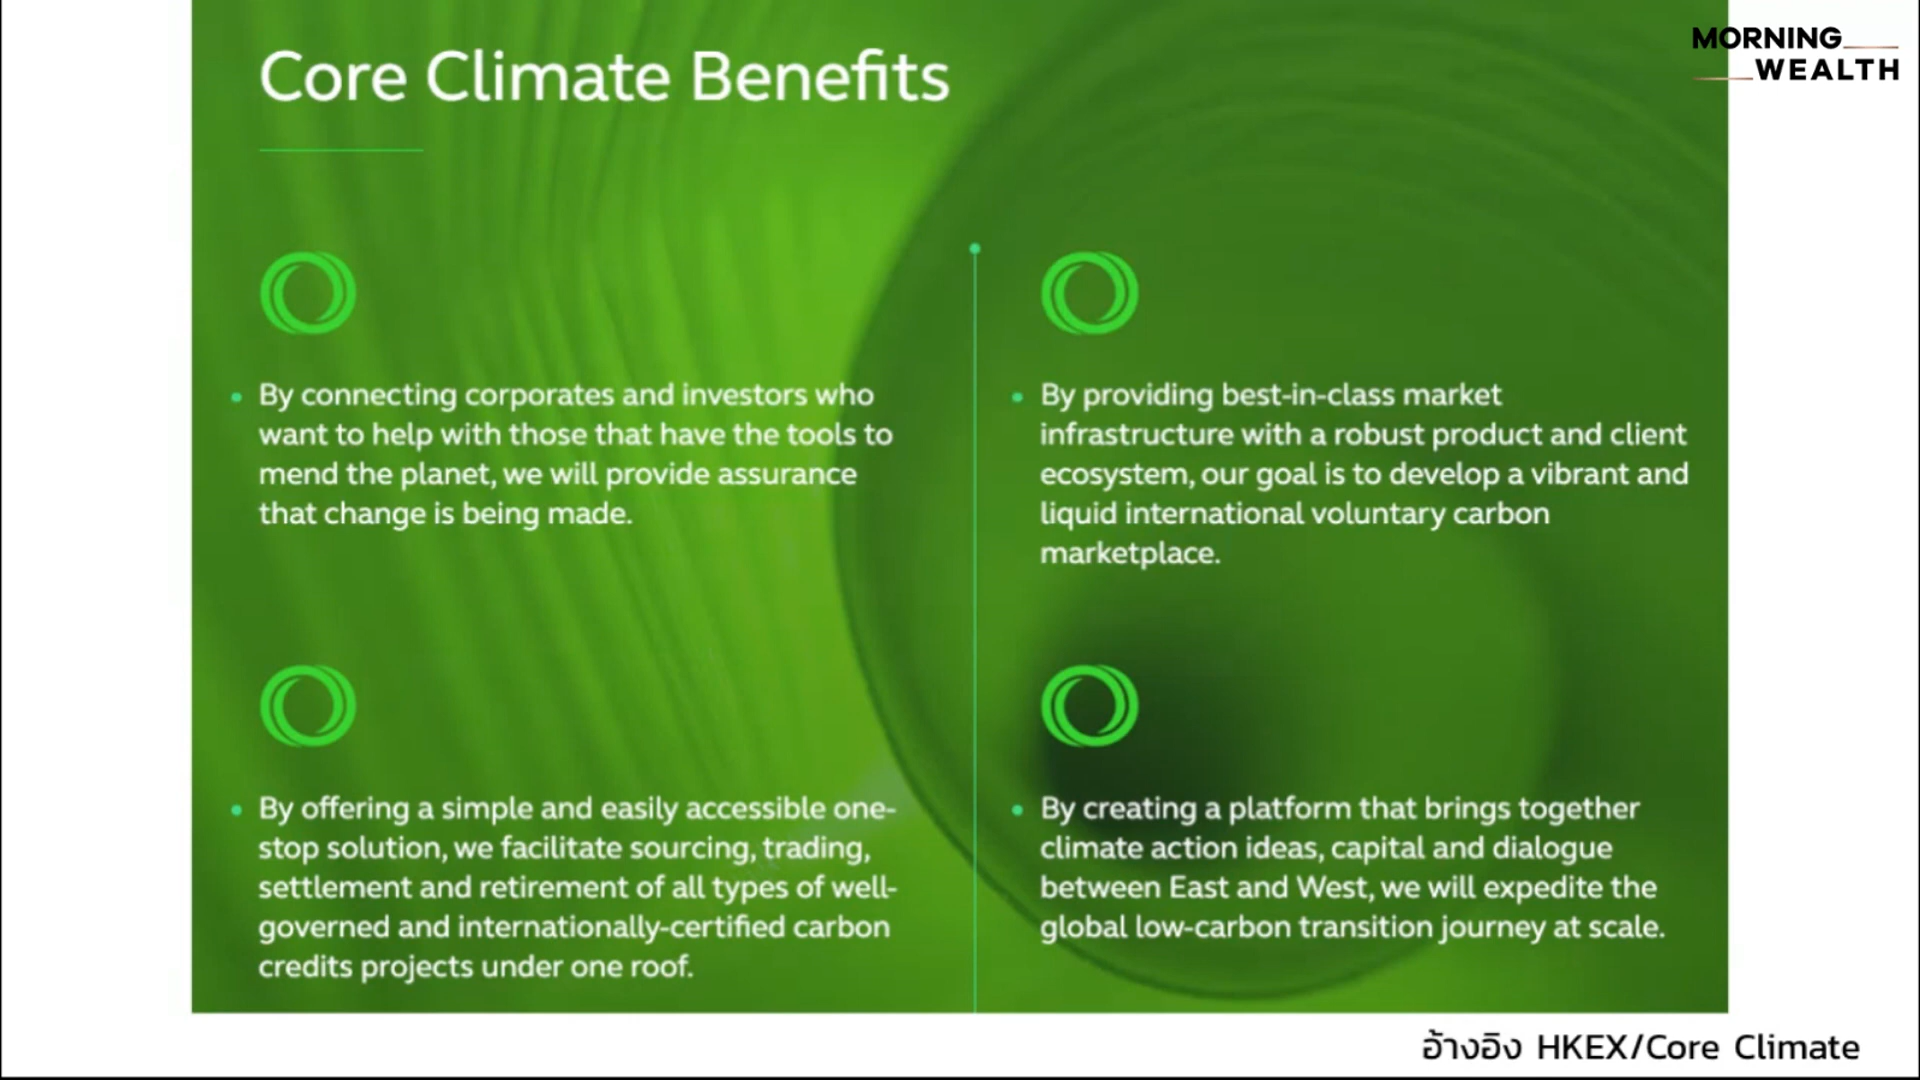 Core Climate Benefits
MORNING
WEALTH
By connecting corporates and investors who
want to help with those that have the tools to
mend the planet, we will provide assurance
that change is being made.
By providing best-in-class market
infrastructure with a robust product and client
ecosystem, our goal is to develop a vibrant and
liquid international voluntary carbon
marketplace.
By offering a simple and easily accessible one-
stop solution, we facilitate sourcing, trading,
settlement and retirement of all types of well-
governed and internationally-certified carbon
credits projects under one roof.
By creating a platform that brings together
climate action ideas, capital and dialogue
between East and West, we will expedite the
global low-carbon transition journey at scale.
อ้างอิง HKEX/Core Climate